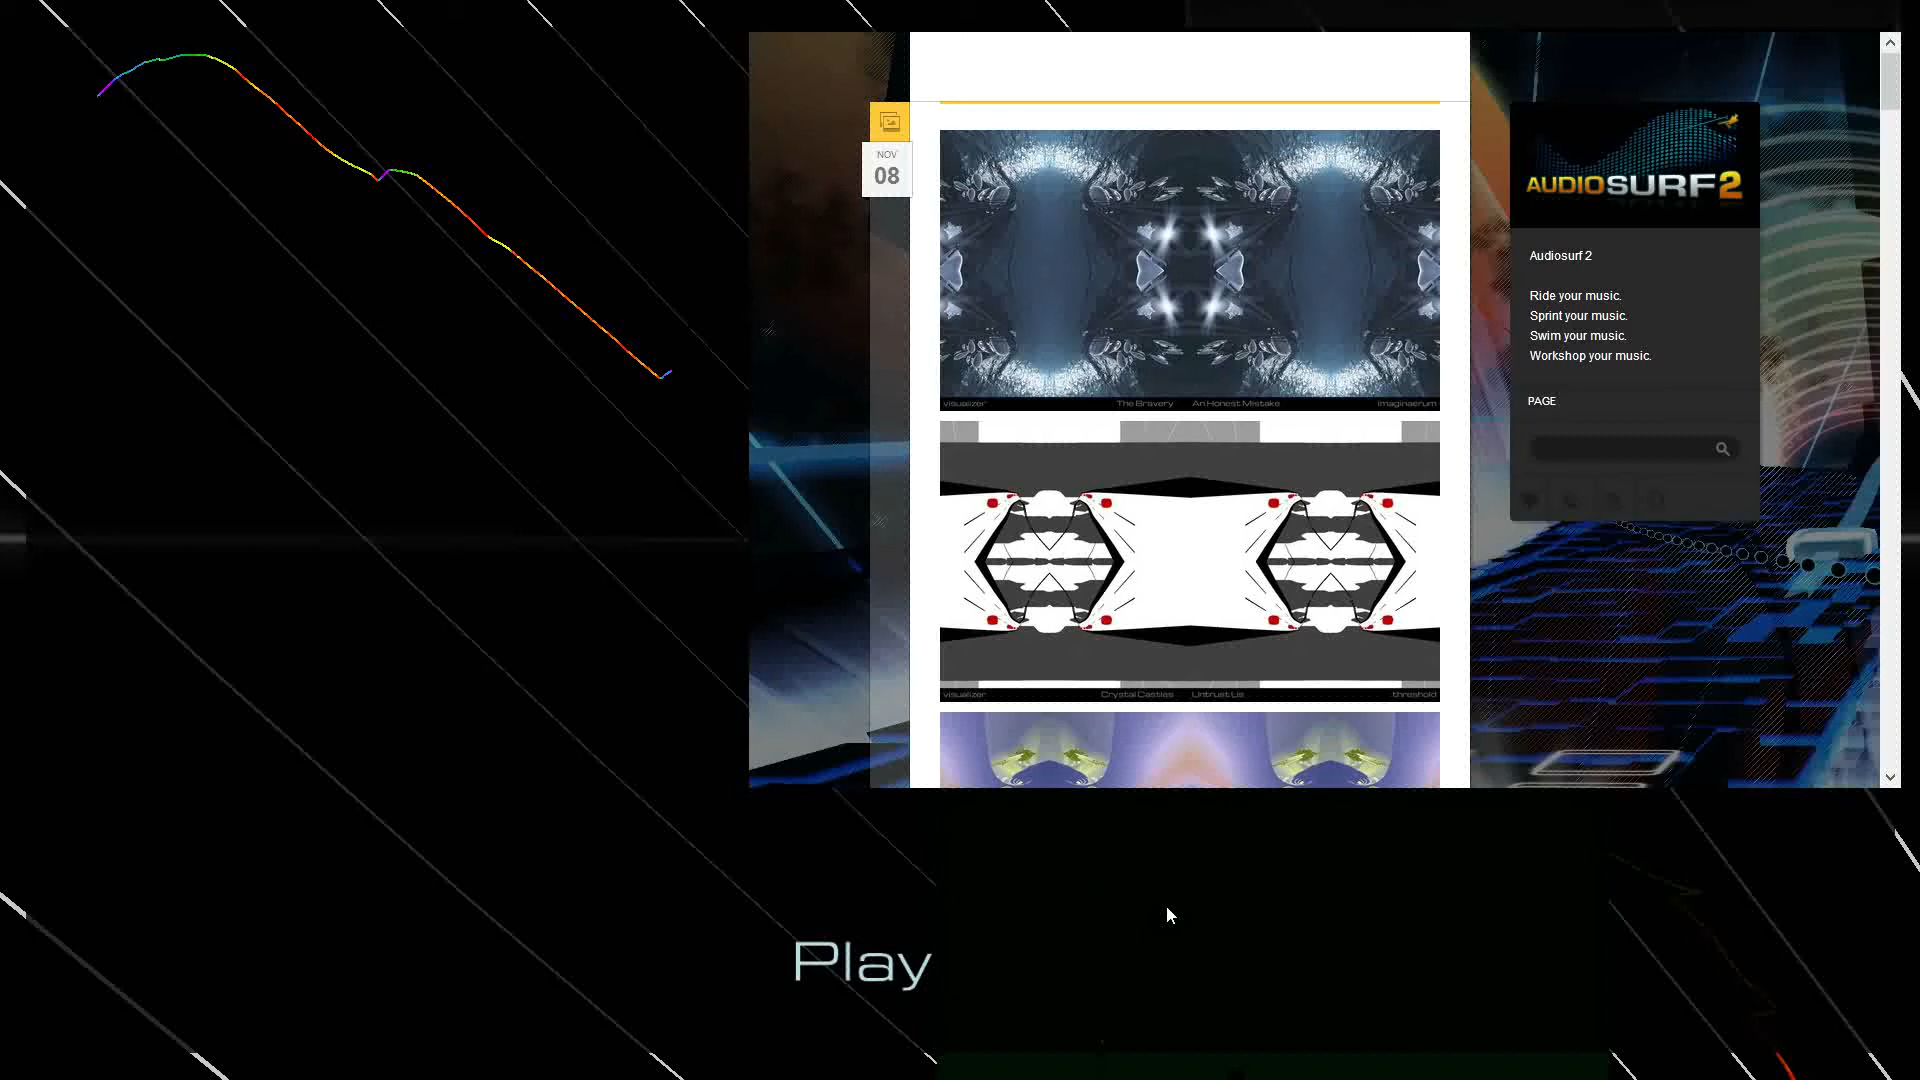 NOV
08
visualizer The Bravery An Honest Mistake Imaginaerum
visualizer Crystal Castles Untrust Us threshold
AUDIOSURF2
Audiosurf 2
Ride your music.
Sprint your music.
Swim your music.
Workshop your music.
PAGE
Play